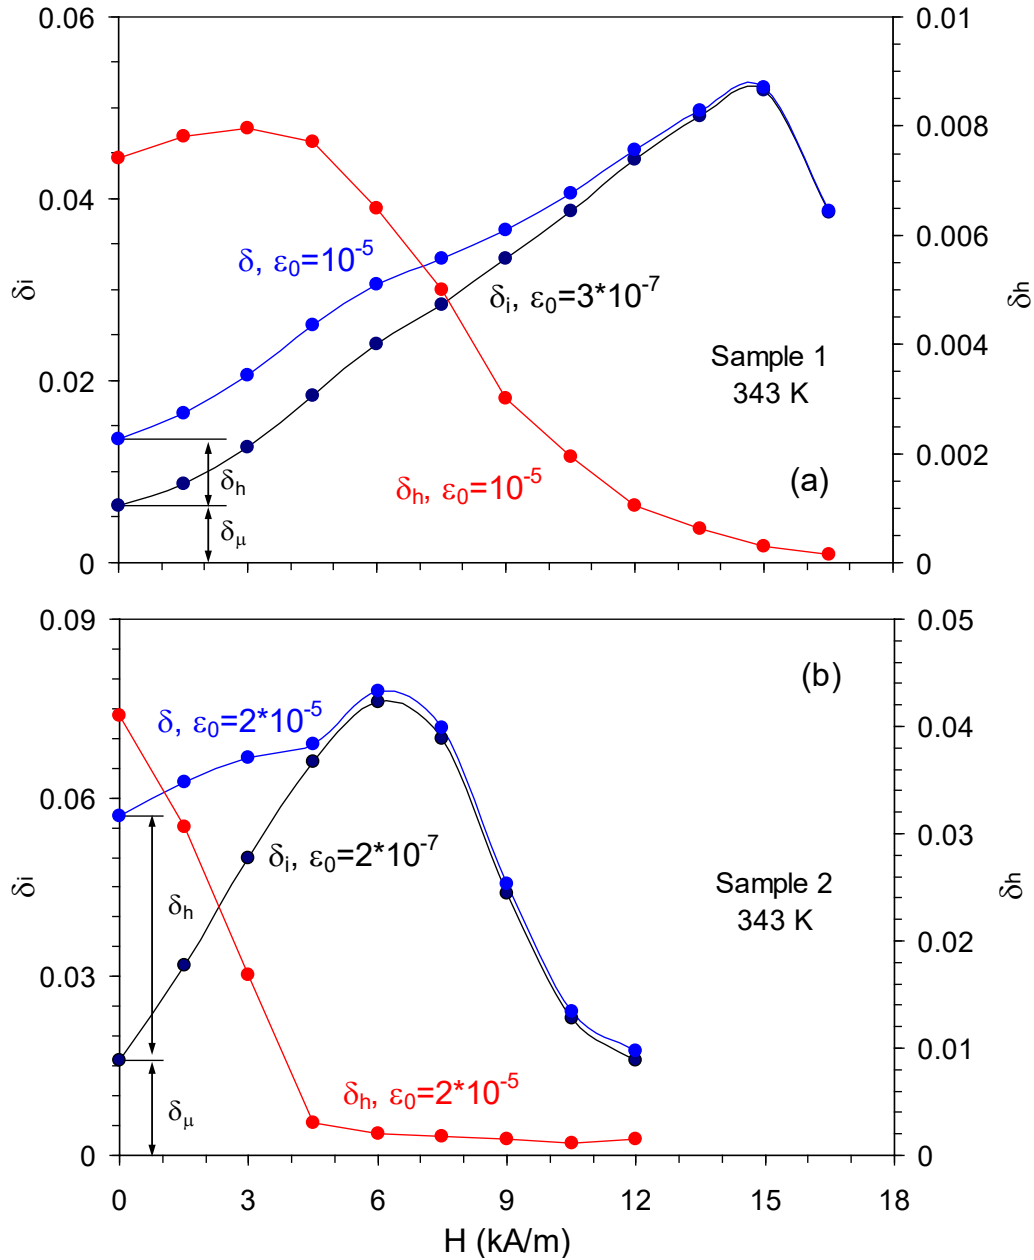 0.06
0.04
0.02
0
δi
0.01
0.008
0.006
0.004
0.002
0
δh
δ, ε₀=10⁻⁵
δᵢ, ε₀=3*10⁻⁷
Sample 1
343 K
δₕ, ε₀=10⁻⁵
(a)
δₕ
δμ
0.09
0.06
0.03
0
δi
0.05
0.04
0.03
0.02
0.01
0
δh
(b)
δ, ε₀=2*10⁻⁵
δᵢ, ε₀=2*10⁻⁷
Sample 2
343 K
δₕ
δₕ, ε₀=2*10⁻⁵
δμ
0 3 6 9 12 15 18
H (kA/m)